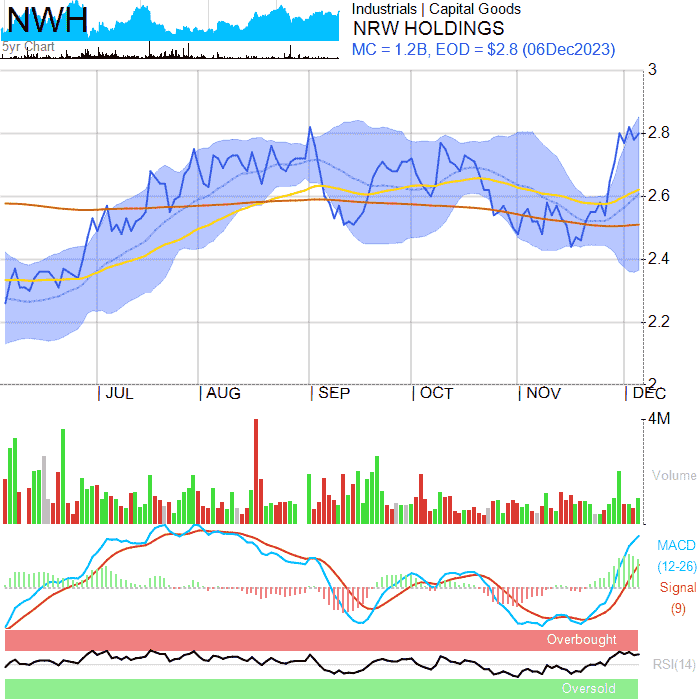 NWH
5yr Chart
Industrials | Capital Goods
NRW HOLDINGS
MC = 1.2B, EOD = $2.8 (06Dec2023)
3
2.8
2.6
2.4
2.2
2
| JUL | AUG | SEP | OCT | NOV | DEC
4M
Volume
MACD
(12-26)
Signal
(9)
Overbought
RSI(14)
Oversold